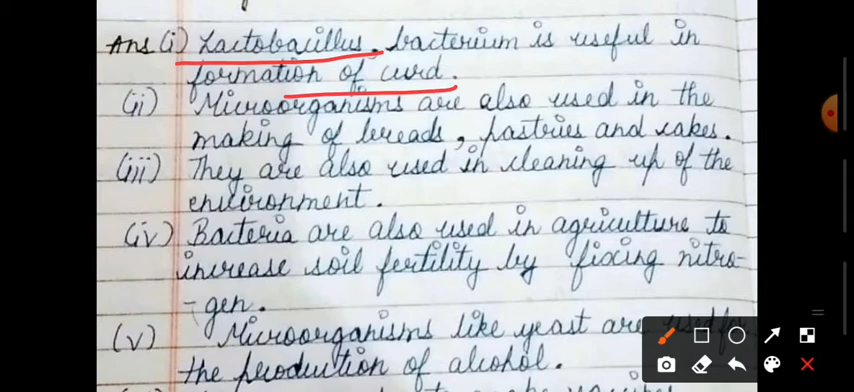 Ans (i) Lactobacillus. bacterium is useful in
formation of curd.
(ii) Microorganisms are also used in the
making of breads, pastries and cakes.
(iii) They are also used in cleaning up of the
environment.
(iv) Bacteria are also used in agriculture to
increase soil fertility by fixing nitro-
-gen.
(v) Microorganisms like yeast are used for
the production of alcohol.